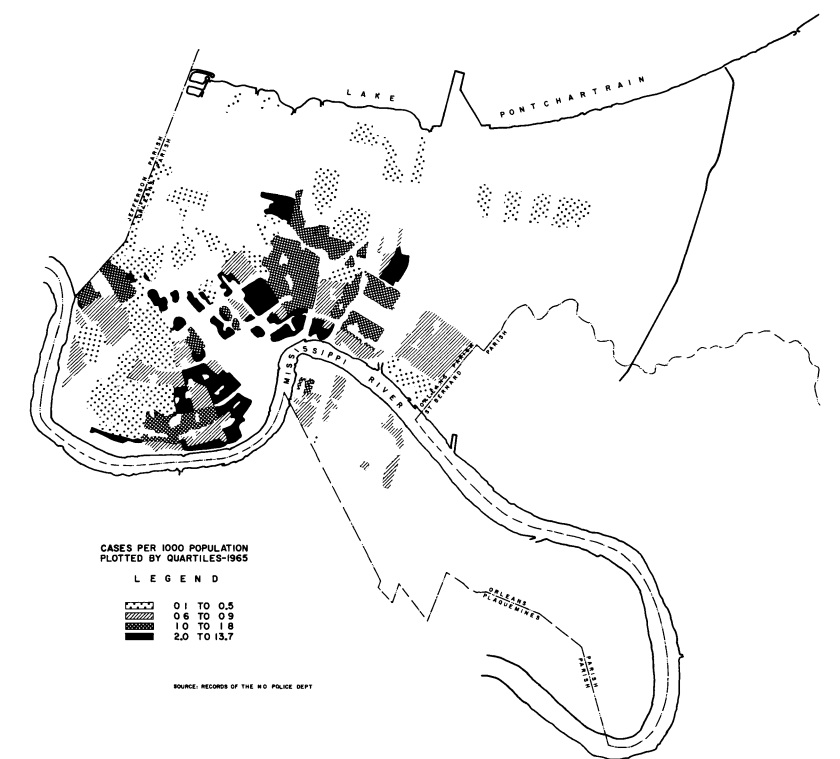 LAKE PONTCHARTRAIN
JEFFERSON PARISH
ORLEANS PARISH
MISSISSIPPI RIVER
ORLEANS PARISH
ST. BERNARD PARISH
CASES PER 1000 POPULATION
PLOTTED BY QUARTILES-1965
LEGEND
0.1 TO 0.5
0.6 TO 0.9
1.0 TO 1.8
2.0 TO 13.7
ORLEANS PARISH
PLAQUEMINES PARISH
SOURCE: RECORDS OF THE N O POLICE DEPT